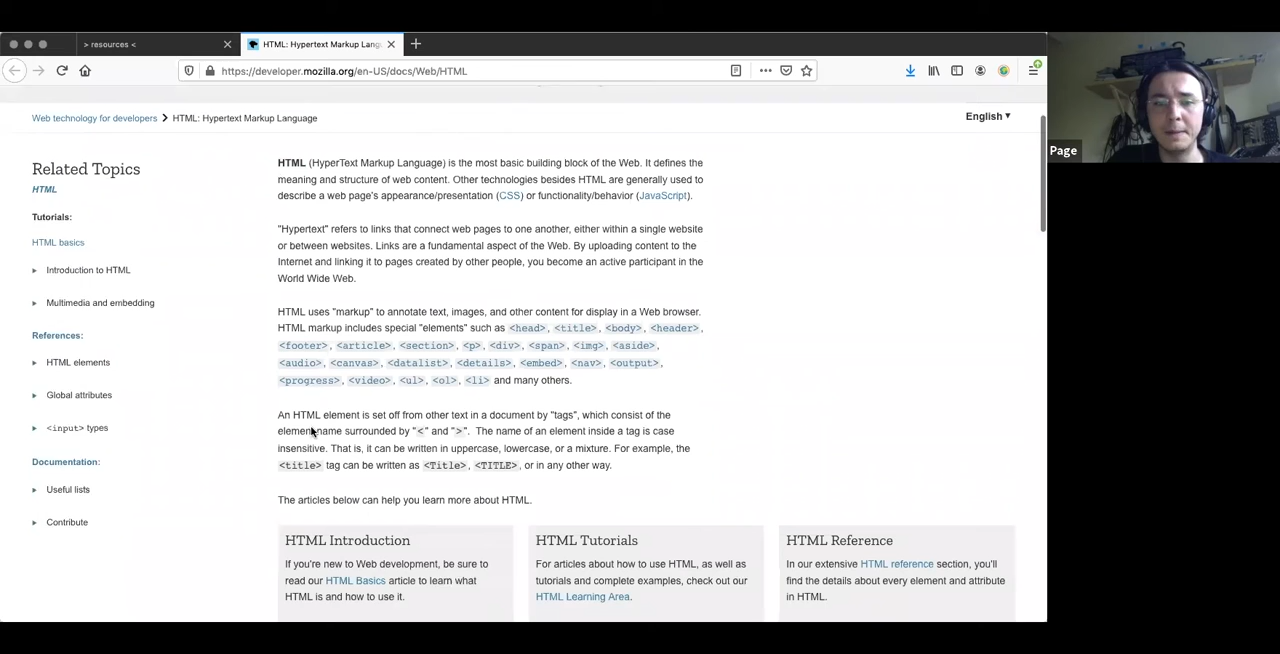 > resources <
HTML: Hypertext Markup Lang
https://developer.mozilla.org/en-US/docs/Web/HTML
Web technology for developers
HTML: Hypertext Markup Language
English ▼
Page
Related Topics
HTML
Tutorials:
HTML basics
Introduction to HTML
Multimedia and embedding
References:
HTML elements
Global attributes
<input> types
Documentation:
Useful lists
Contribute
HTML (HyperText Markup Language) is the most basic building block of the Web. It defines the
meaning and structure of web content. Other technologies besides HTML are generally used to
describe a web page's appearance/presentation (CSS) or functionality/behavior (JavaScript).
"Hypertext" refers to links that connect web pages to one another, either within a single website
or between websites. Links are a fundamental aspect of the Web. By uploading content to the
Internet and linking it to pages created by other people, you become an active participant in the
World Wide Web.
HTML uses "markup" to annotate text, images, and other content for display in a Web browser.
HTML markup includes special "elements" such as <head>, <title>, <body>, <header>,
<footer>, <article>, <section>, <p>, <div>, <span>, <img>, <aside>,
<audio>, <canvas>, <datalist>, <details>, <embed>, <nav>, <output>,
<progress>, <video>, <ul>, <ol>, <li> and many others.
An HTML element is set off from other text in a document by "tags", which consist of the
element name surrounded by "<" and ">". The name of an element inside a tag is case
insensitive. That is, it can be written in uppercase, lowercase, or a mixture. For example, the
<title> tag can be written as <Title>, <TITLE>, or in any other way.
The articles below can help you learn more about HTML.
HTML Introduction
If you're new to Web development, be sure to
read our HTML Basics article to learn what
HTML is and how to use it.
HTML Tutorials
For articles about how to use HTML, as well as
tutorials and complete examples, check out our
HTML Learning Area.
HTML Reference
In our extensive HTML reference section, you'll
find the details about every element and attribute
in HTML.